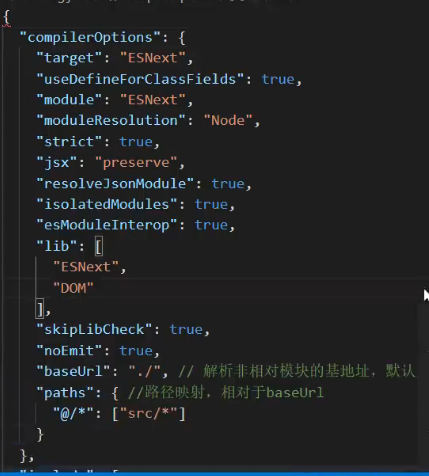 {
"compilerOptions": {
"target": "ESNext",
"useDefineForClassFields": true,
"module": "ESNext",
"moduleResolution": "Node",
"strict": true,
"jsx": "preserve",
"resolveJsonModule": true,
"isolatedModules": true,
"esModuleInterop": true,
"lib": [
"ESNext",
"DOM"
],
"skipLibCheck": true,
"noEmit": true,
"baseUrl": "./", // 解析非相对模块的基地址，默认
"paths": { //路径映射，相对于baseUrl
"@/*": ["src/*"]
}
},